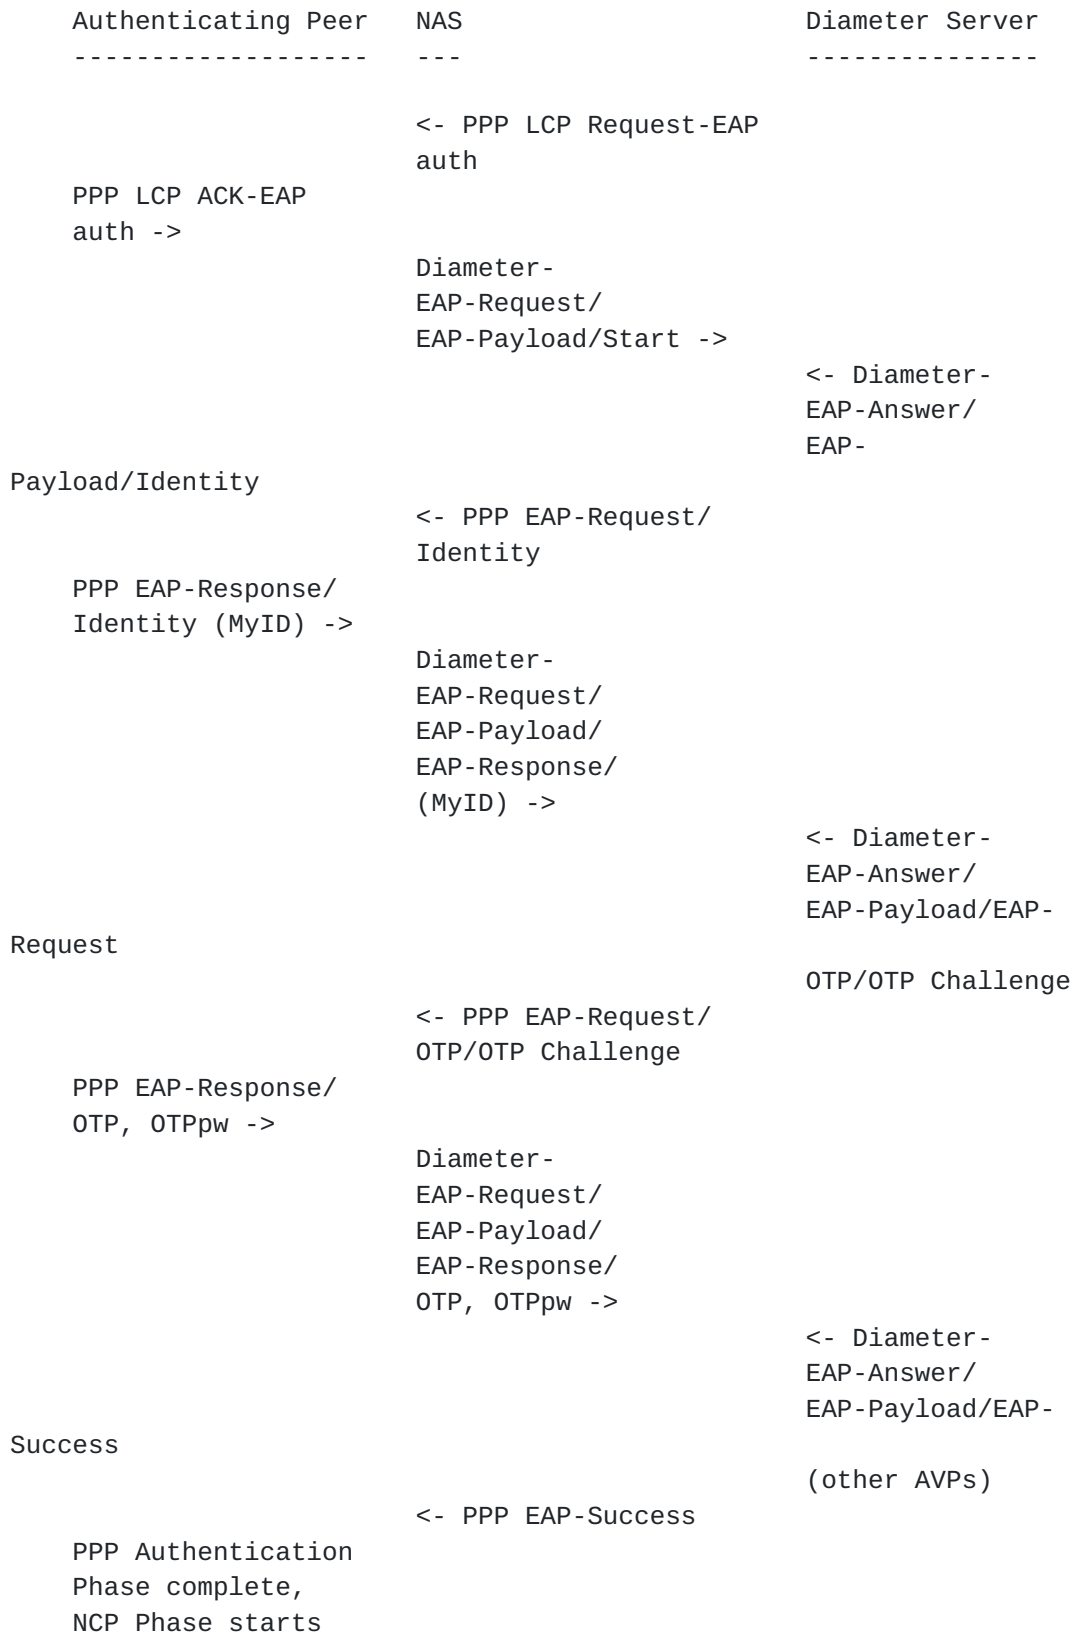 Authenticating Peer   NAS                      Diameter Server
-------------------   ---                      ---------------
<- PPP LCP Request-EAP
auth
PPP LCP ACK-EAP
auth ->
Diameter-
EAP-Request/
EAP-Payload/Start ->
<- Diameter-
EAP-Answer/
EAP-
Payload/Identity
<- PPP EAP-Request/
Identity
PPP EAP-Response/
Identity (MyID) ->
Diameter-
EAP-Request/
EAP-Payload/
EAP-Response/
(MyID) ->
<- Diameter-
EAP-Answer/
EAP-Payload/EAP-
Request
OTP/OTP Challenge
<- PPP EAP-Request/
OTP/OTP Challenge
PPP EAP-Response/
OTP, OTPpw ->
Diameter-
EAP-Request/
EAP-Payload/
EAP-Response/
OTP, OTPpw ->
<- Diameter-
EAP-Answer/
EAP-Payload/EAP-
Success
(other AVPs)
<- PPP EAP-Success
PPP Authentication
Phase complete,
NCP Phase starts